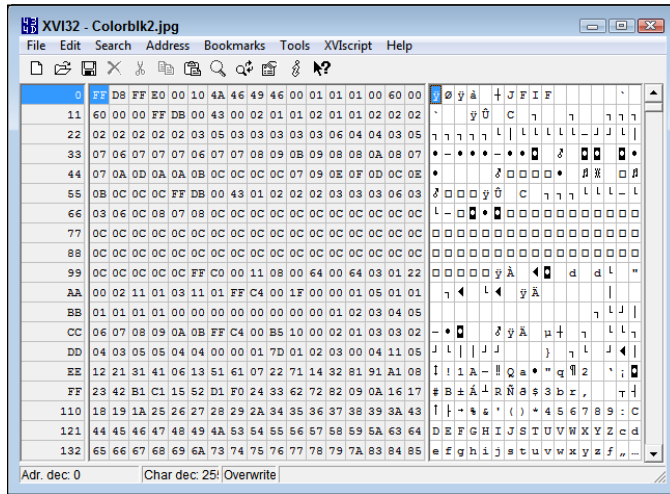 XVI32 - Colorblk2.jpg
File Edit Search Address Bookmarks Tools XVIscript Help
0 FF D8 FF E0 00 10 4A 46 49 46 00 01 01 01 00 60 00 ÿ Ø ÿ à J F I F `
11 60 00 00 FF DB 00 43 00 02 01 01 02 01 01 02 02 02 ` ÿ Û C
22 02 02 02 02 02 03 05 03 03 03 03 03 06 04 04 03 05
33 07 06 07 07 07 06 07 07 08 09 0B 09 08 08 0A 08 07
44 07 0A 0D 0A 0A 0B 0C 0C 0C 0C 07 09 0E 0F 0D 0C 0E
55 0B 0C 0C 0C FF DB 00 43 01 02 02 02 03 03 03 06 03 ÿ Û C
66 03 06 0C 08 07 08 0C 0C 0C 0C 0C 0C 0C 0C 0C 0C 0C
77 0C 0C 0C 0C 0C 0C 0C 0C 0C 0C 0C 0C 0C 0C 0C 0C 0C
88 0C 0C 0C 0C 0C 0C 0C 0C 0C 0C 0C 0C 0C 0C 0C 0C 0C
99 0C 0C 0C 0C 0C FF C0 00 11 08 00 64 00 64 03 01 22 ÿ À d d "
AA 00 02 11 01 03 11 01 FF C4 00 1F 00 00 01 05 01 01 ÿ Ä
BB 01 01 01 01 00 00 00 00 00 00 00 00 01 02 03 04 05
CC 06 07 08 09 0A 0B FF C4 00 B5 10 00 02 01 03 03 02 ÿ Ä µ
DD 04 03 05 05 04 04 00 00 01 7D 01 02 03 00 04 11 05 }
EE 12 21 31 41 06 13 51 61 07 22 71 14 32 81 91 A1 08 ! 1 A Q a " q ¶ 2 ¡
FF 23 42 B1 C1 15 52 D1 F0 24 33 62 72 82 09 0A 16 17 # B ± Á R Ñ ð $ 3 b r ‚
110 18 19 1A 25 26 27 28 29 2A 34 35 36 37 38 39 3A 43 % & ' ( ) * 4 5 6 7 8 9 : C
121 44 45 46 47 48 49 4A 53 54 55 56 57 58 59 5A 63 64 D E F G H I J S T U V W X Y Z c d
132 65 66 67 68 69 6A 73 74 75 76 77 78 79 7A 83 84 85 e f g h i j s t u v w x y z ƒ „ …
Adr. dec: 0 Char dec: 25 Overwrite